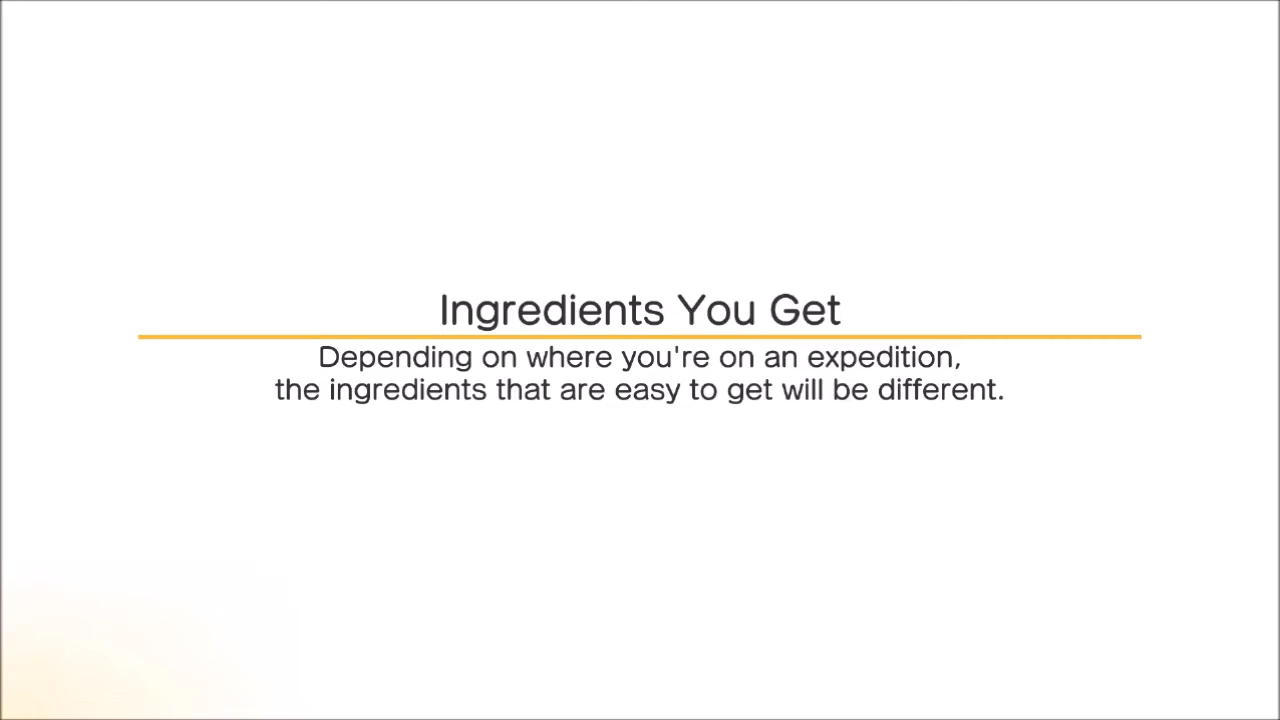 Ingredients You Get
Depending on where you're on an expedition,
the ingredients that are easy to get will be different.